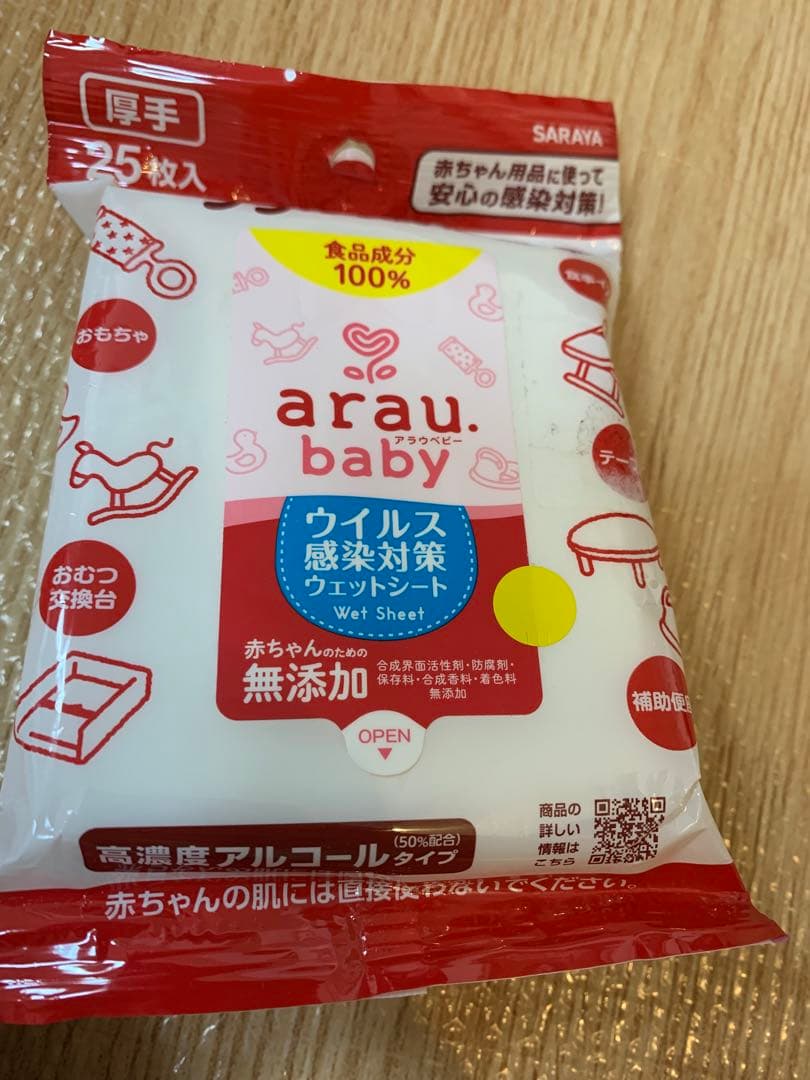 厚手
25枚入
SARAYA
赤ちゃん用品に使って
安心の感染対策!
食品成分
100%
おもちゃ
arau.
アラウベビー
baby
テー
ウイルス
感染対策
ウェットシート
Wet Sheet
おむつ
交換台
赤ちゃんのための
無添加
合成界面活性剤・防腐剤・
保存料・合成香料・着色料
無添加
補助便
OPEN
商品の
詳しい
情報は
こちら
高濃度アルコールタイプ
(50%配合)
赤ちゃんの肌には直接使わないでください。